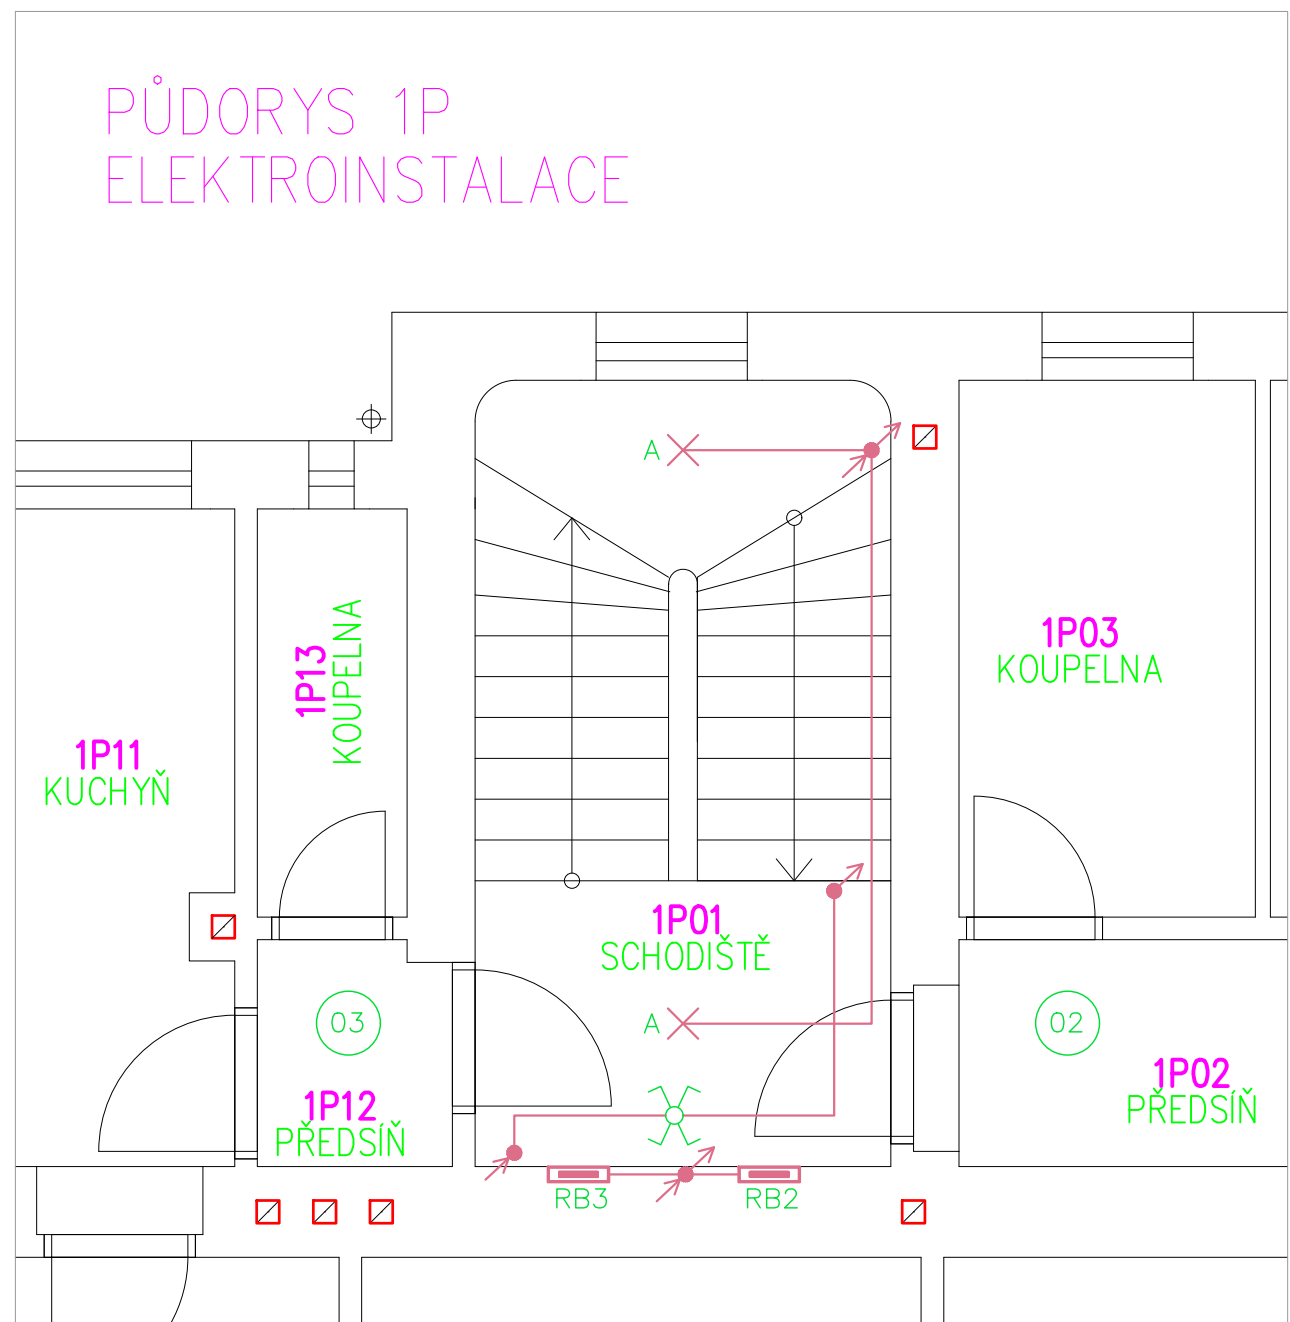 PŮDORYS 1P
ELEKTROINSTALACE
A
1P03
KOUPELNA
1P13
KOUPELNA
1P11
KUCHYŇ
1P01
SCHODIŠTĚ
03
A
02
1P12
PŘEDSÍŇ
1P02
PŘEDSÍŇ
RB3
RB2